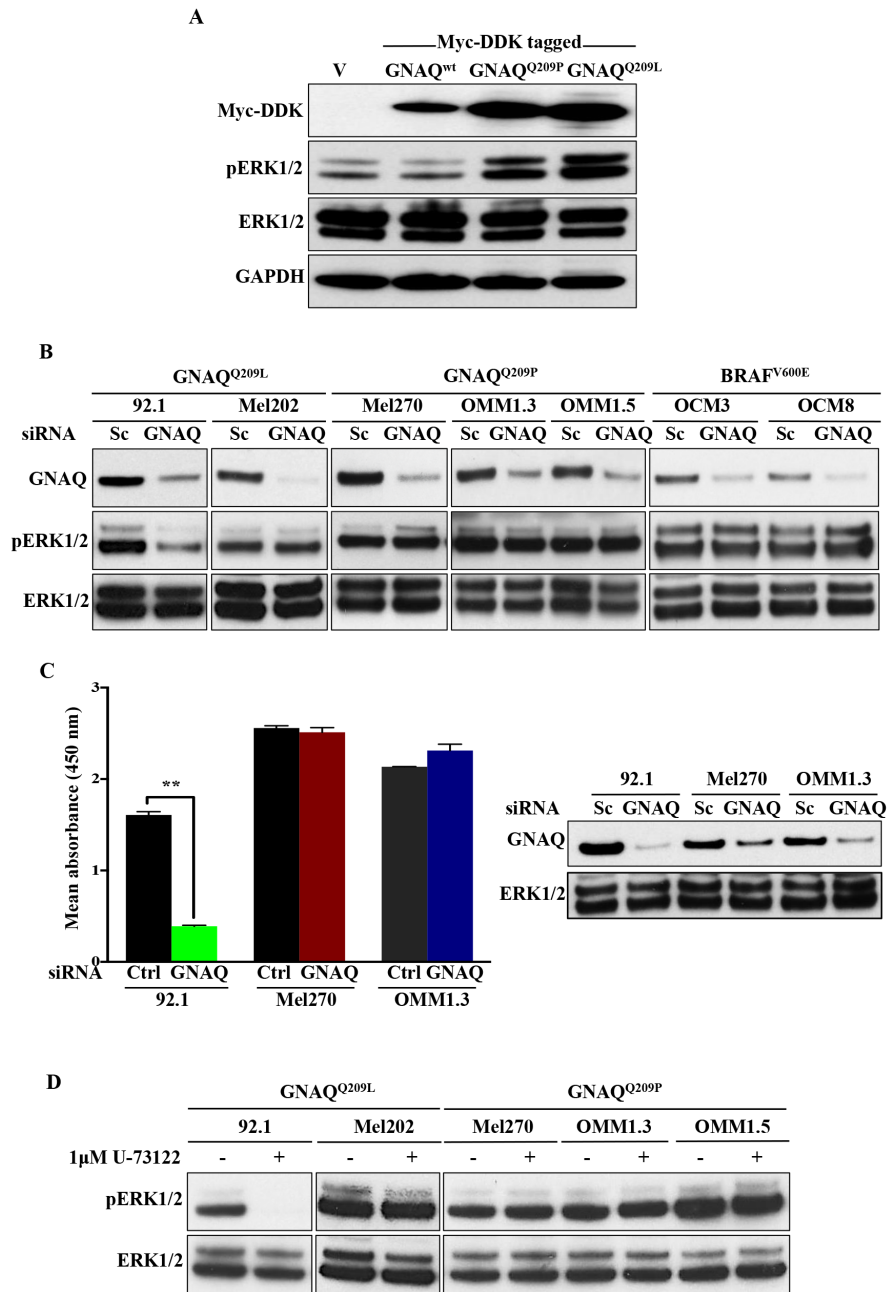 A
Myc-DDK tagged
V GNAQwt GNAQQ209P GNAQQ209L
Myc-DDK
pERK1/2
ERK1/2
GAPDH
B
GNAQQ209L GNAQQ209P BRAFV600E
92.1 Mel202 Mel270 OMM1.3 OMM1.5 OCM3 OCM8
siRNA Sc GNAQ Sc GNAQ Sc GNAQ Sc GNAQ Sc GNAQ Sc GNAQ Sc GNAQ
GNAQ
pERK1/2
ERK1/2
C
Mean absorbance (450 nm)
3
2
1
0
**
siRNA Ctrl GNAQ Ctrl GNAQ Ctrl GNAQ
92.1 Mel270 OMM1.3
92.1 Mel270 OMM1.3
siRNA Sc GNAQ Sc GNAQ Sc GNAQ
GNAQ
ERK1/2
D
GNAQQ209L GNAQQ209P
92.1 Mel202 Mel270 OMM1.3 OMM1.5
1µM U-73122 - + - + - + - + - +
pERK1/2
ERK1/2